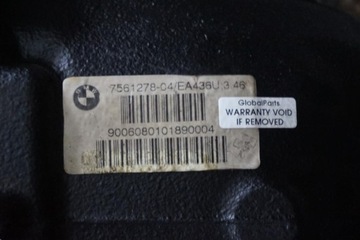 7561278-04/EA436U 3.46
9006080101890004
GlobalParts
WARRANTY VOID
IF REMOVED